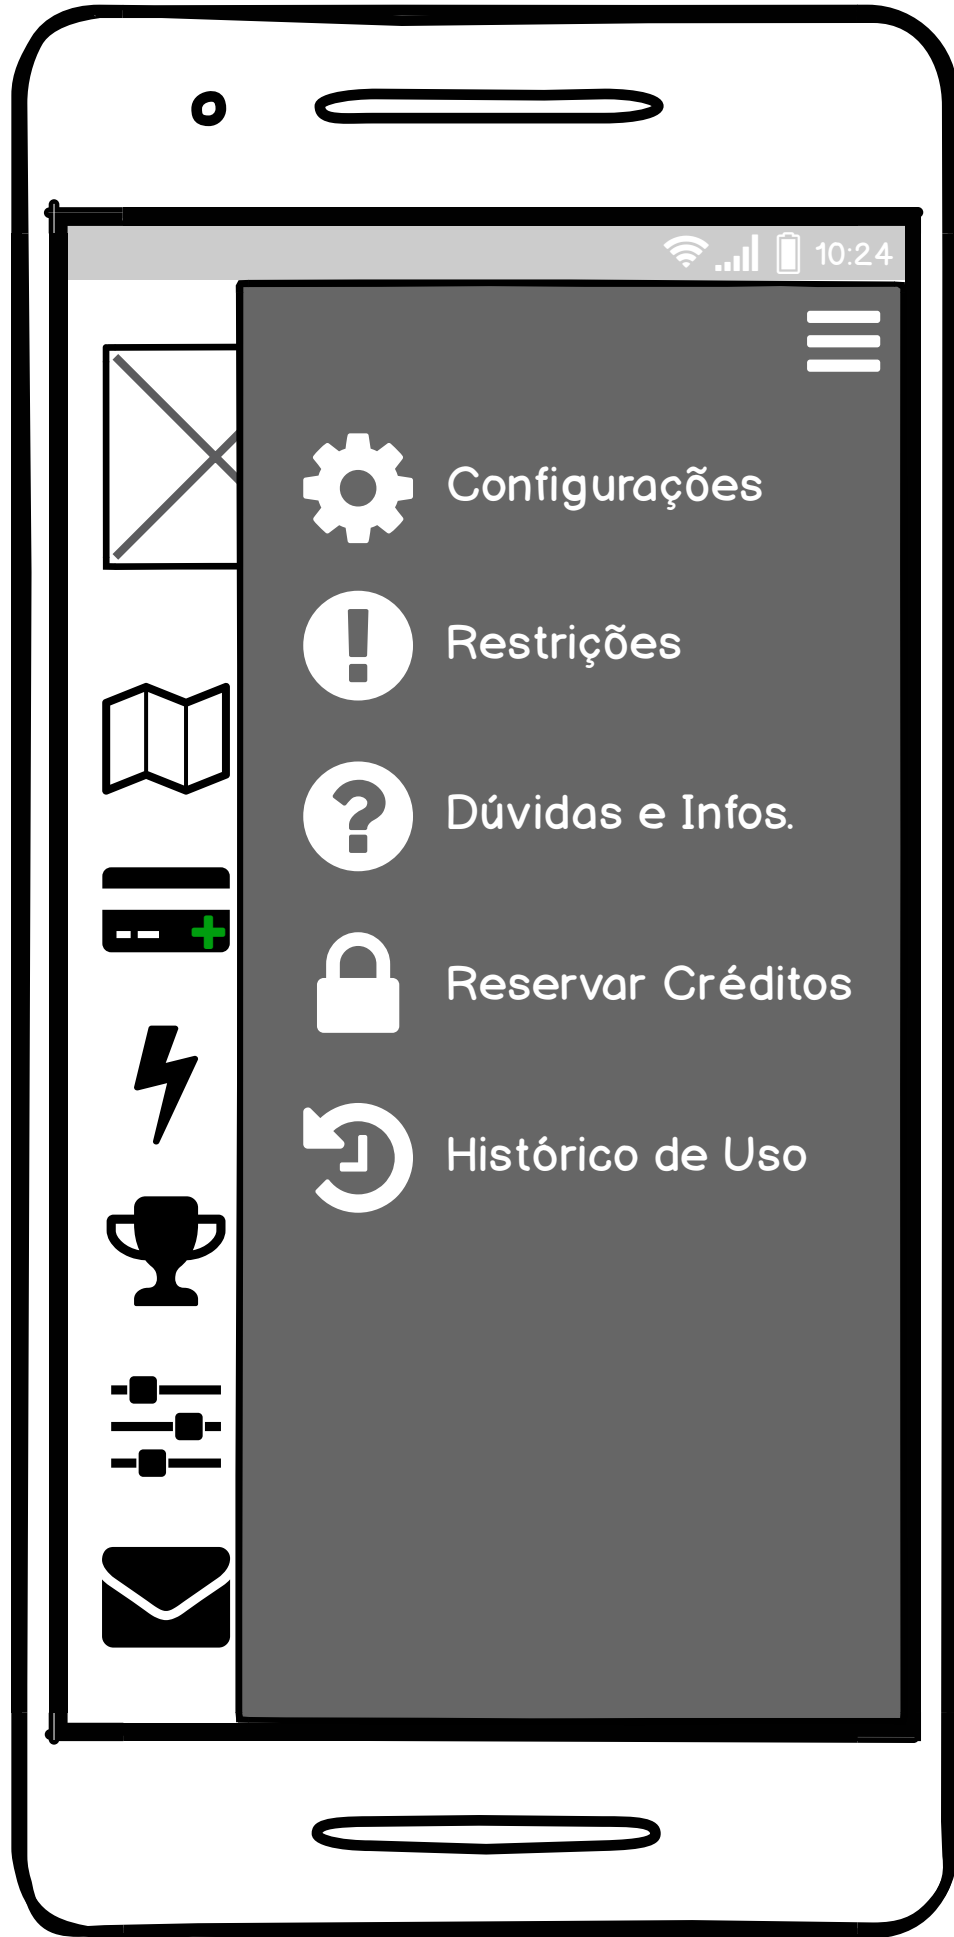 10:24
Configurações
Restrições
Dúvidas e Infos.
Reservar Créditos
Histórico de Uso